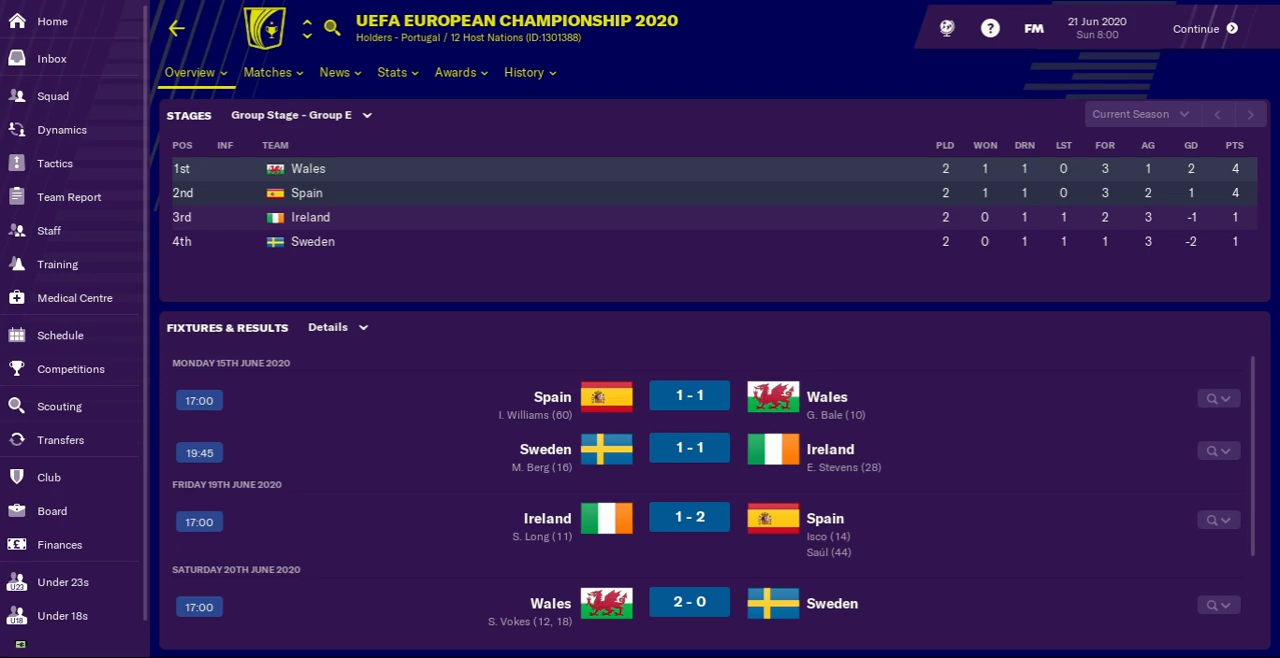 Home
Inbox
Squad
Dynamics
Tactics
Team Report
Staff
Training
Medical Centre
Schedule
Competitions
Scouting
Transfers
Club
Board
Finances
U23 Under 23s
U18 Under 18s
UEFA EUROPEAN CHAMPIONSHIP 2020
Holders - Portugal / 12 Host Nations (ID:1301388)
? FM 21 Jun 2020 Continue
Sun 8:00
Overview Matches News Stats Awards History
STAGES Group Stage - Group E Current Season
POS INF TEAM PLD WON DRN LST FOR AG GD PTS
1st Wales 2 1 1 0 3 1 2 4
2nd Spain 2 1 1 0 3 2 1 4
3rd Ireland 2 0 1 1 2 3 -1 1
4th Sweden 2 0 1 1 1 3 -2 1
FIXTURES & RESULTS Details
MONDAY 15TH JUNE 2020
17:00 Spain 1 - 1 Wales
I. Williams (60) G. Bale (10)
19:45 Sweden 1 - 1 Ireland
M. Berg (16) E. Stevens (28)
FRIDAY 19TH JUNE 2020
17:00 Ireland 1 - 2 Spain
S. Long (11) Isco (14)
Saúl (44)
SATURDAY 20TH JUNE 2020
17:00 Wales 2 - 0 Sweden
S. Vokes (12, 18)